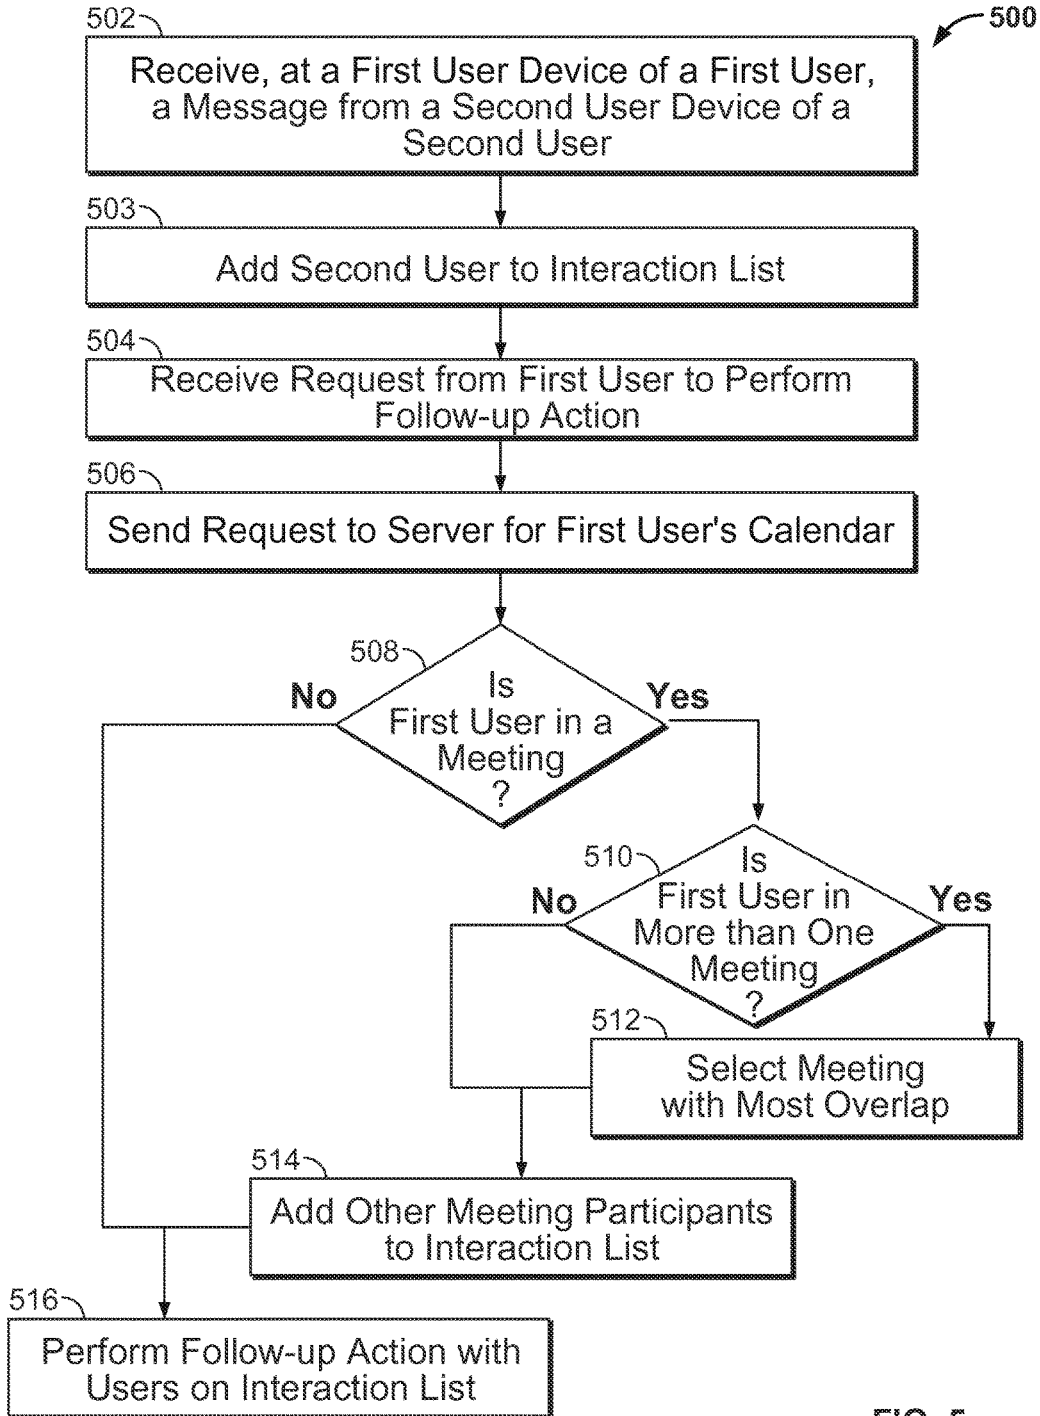 502
500
Receive, at a First User Device of a First User,
a Message from a Second User Device of a
Second User
503
Add Second User to Interaction List
504
Receive Request from First User to Perform
Follow-up Action
506
Send Request to Server for First User's Calendar
508
No
Yes
Is
First User in a
Meeting
?
510
No
Yes
Is
First User in
More than One
Meeting
?
512
Select Meeting
with Most Overlap
514
Add Other Meeting Participants
to Interaction List
516
Perform Follow-up Action with
Users on Interaction List
FIG. 5